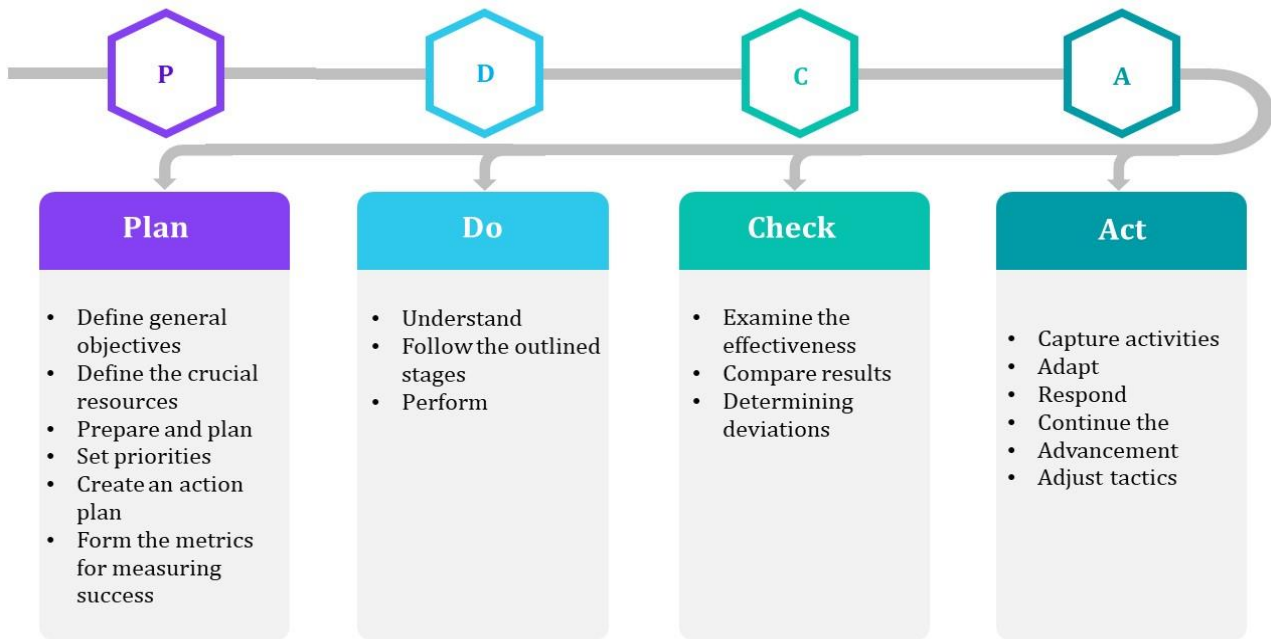 P
D
C
A
Plan
• Define general
objectives
• Define the crucial
resources
• Prepare and plan
• Set priorities
• Create an action
plan
• Form the metrics
for measuring
success
Do
• Understand
• Follow the outlined
stages
• Perform
Check
• Examine the
effectiveness
• Compare results
• Determining
deviations
Act
• Capture activities
• Adapt
• Respond
• Continue the
• Advancement
• Adjust tactics